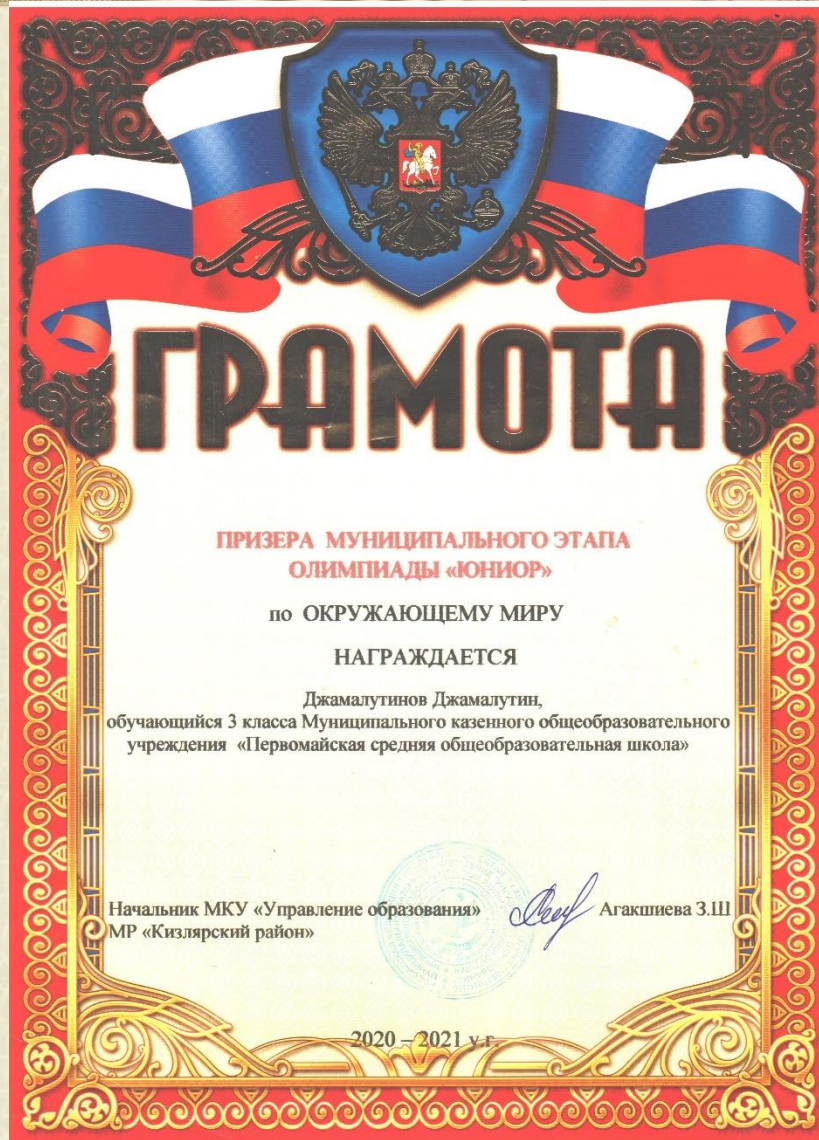 ГРАМОТА
ПРИЗЕРА МУНИЦИПАЛЬНОГО ЭТАПА
ОЛИМПИАДЫ «ЮНИОР»
по ОКРУЖАЮЩЕМУ МИРУ
НАГРАЖДАЕТСЯ
Джамалутинов Джамалутин,
обучающийся 3 класса Муниципального казенного общеобразовательного
учреждения «Первомайская средняя общеобразовательная школа»
Начальник МКУ «Управление образования» Агакшиева З.Ш
МР «Кизлярский район»
2020 – 2021 у.г.